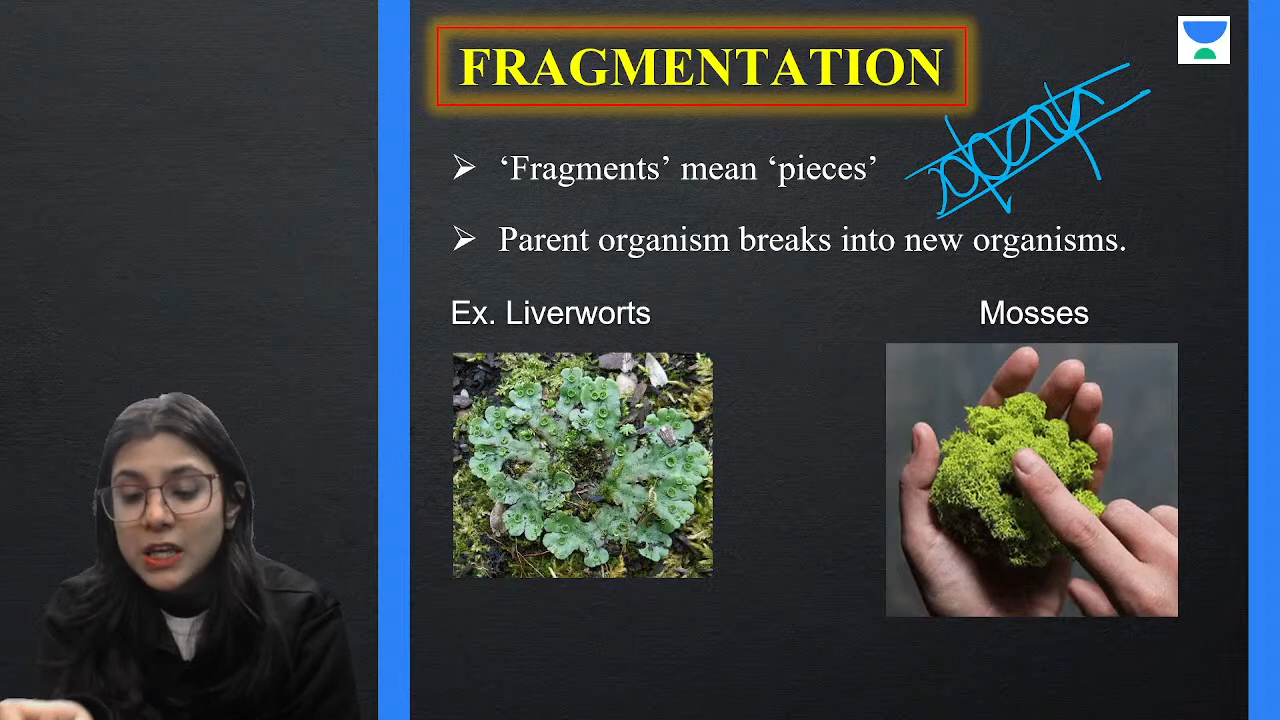 FRAGMENTATION
‘Fragments’ mean ‘pieces’
Parent organism breaks into new organisms.
Ex. Liverworts
Mosses